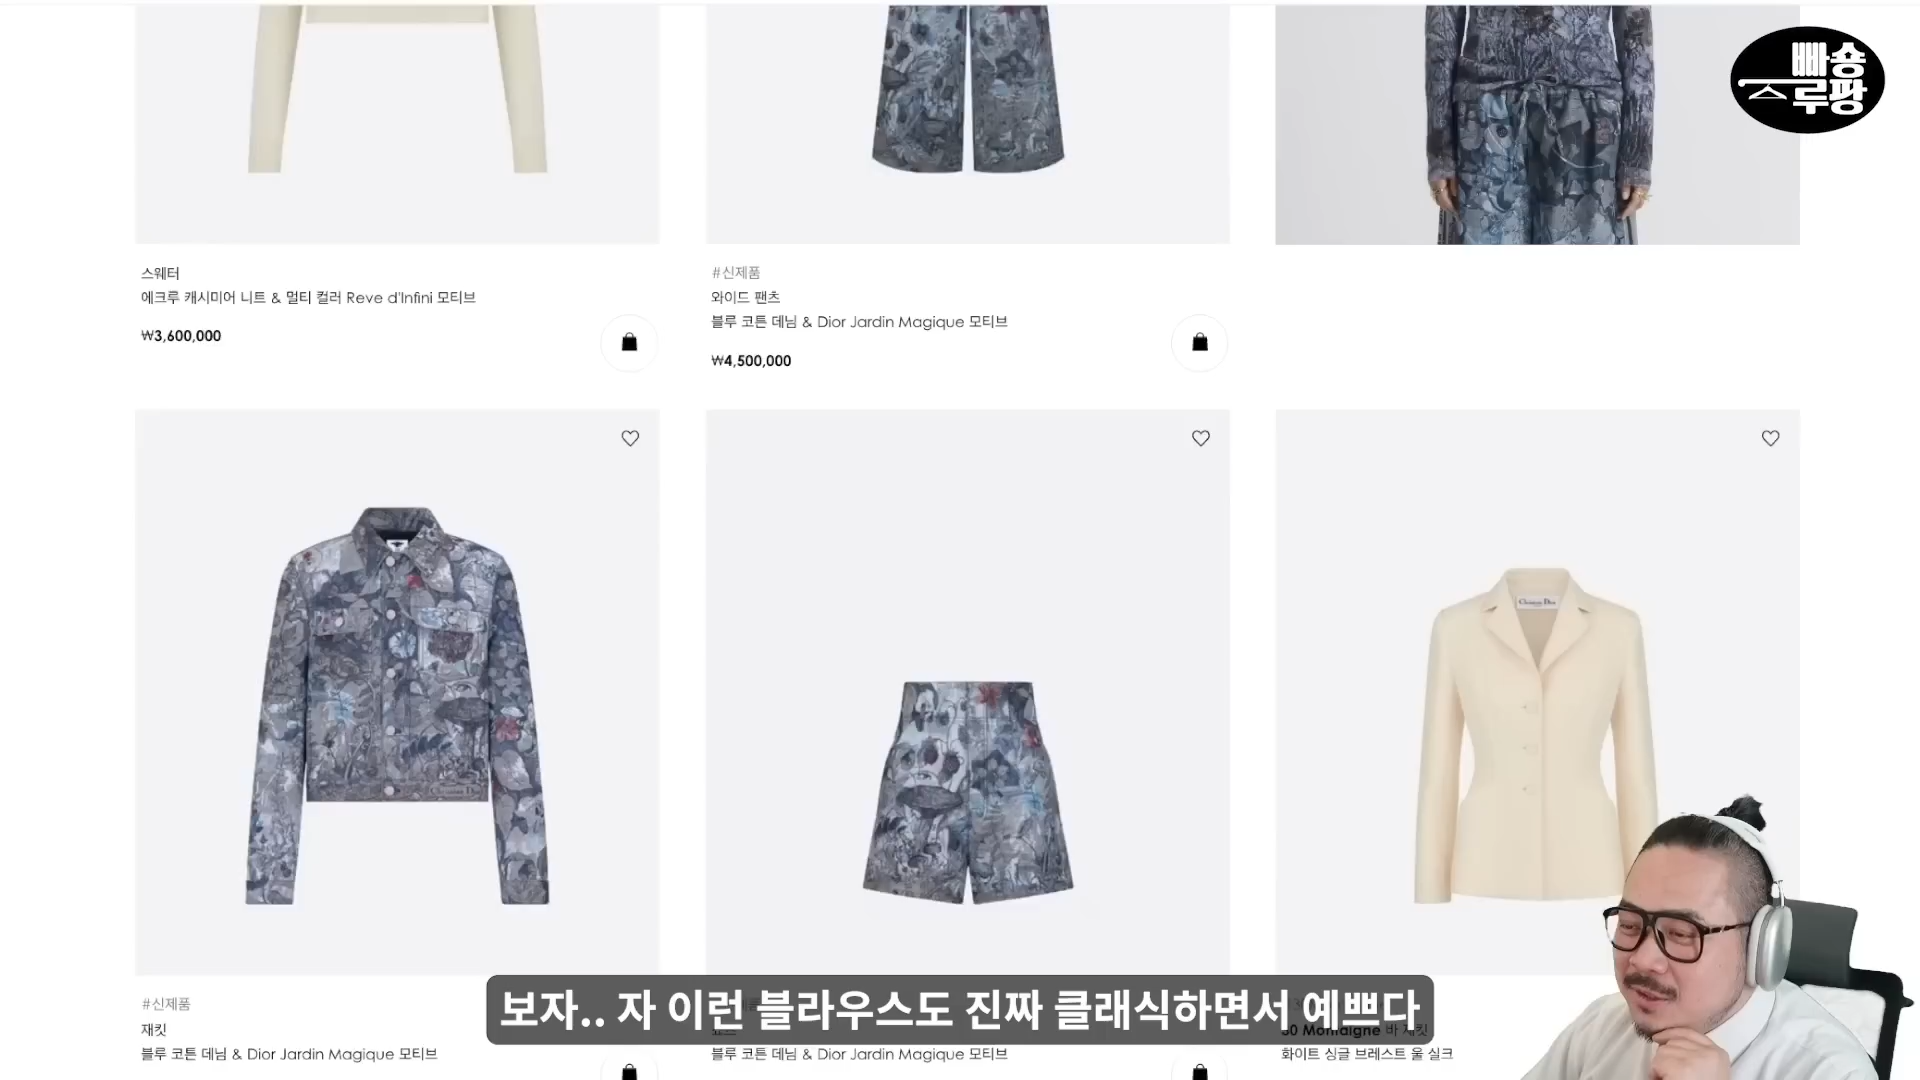 빠숑
루팡
스웨터
에크루 캐시미어 니트 & 멀티 컬러 Reve d'Infini 모티브
₩3,600,000
#신제품
와이드 팬츠
블루 코튼 데님 & Dior Jardin Magique 모티브
₩4,500,000
Christian Dior
#신제품
재킷
블루 코튼 데님 & Dior Jardin Magique 모티브
블루 코튼 데님 & Dior Jardin Magique 모티브
30 Montaigne 바 재킷
화이트 싱글 브레스트 울 실크
보자.. 자 이런 블라우스도 진짜 클래식하면서 예쁘다